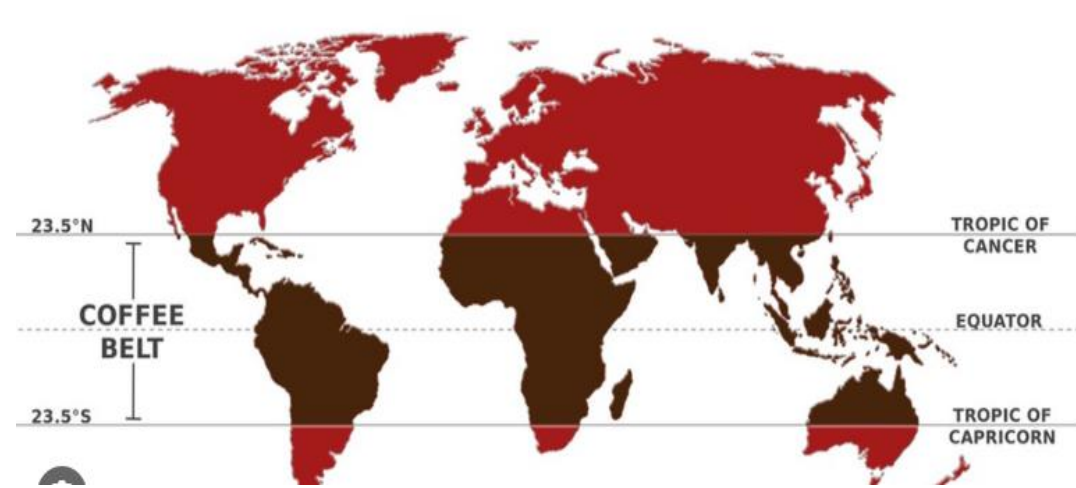 23.5°N
TROPIC OF
CANCER
COFFEE
BELT
EQUATOR
23.5°S
TROPIC OF
CAPRICORN